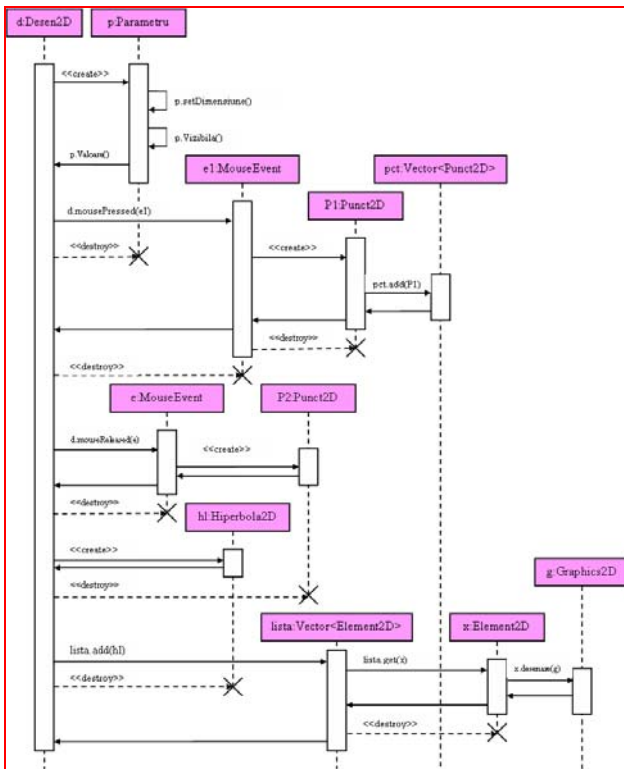 d:Desen2D
p:Parametru
<<create>>
p.setDimensiune()
p.Vizibila()
p.Valoare()
e1:MouseEvent
pct:Vector<Punct2D>
P1:Punct2D
d.mousePressed(e1)
<<create>>
<<destroy>>
pct.add(P1)
<<destroy>>
<<destroy>>
e:MouseEvent
P2:Punct2D
d.mouseReleased(e)
<<create>>
<<destroy>>
hl:Hiperbola2D
<<create>>
<<destroy>>
g:Graphics2D
lista:Vector<Element2D>
x:Element2D
lista.add(hl)
lista.get(x)
x.desenare(g)
<<destroy>>
<<destroy>>